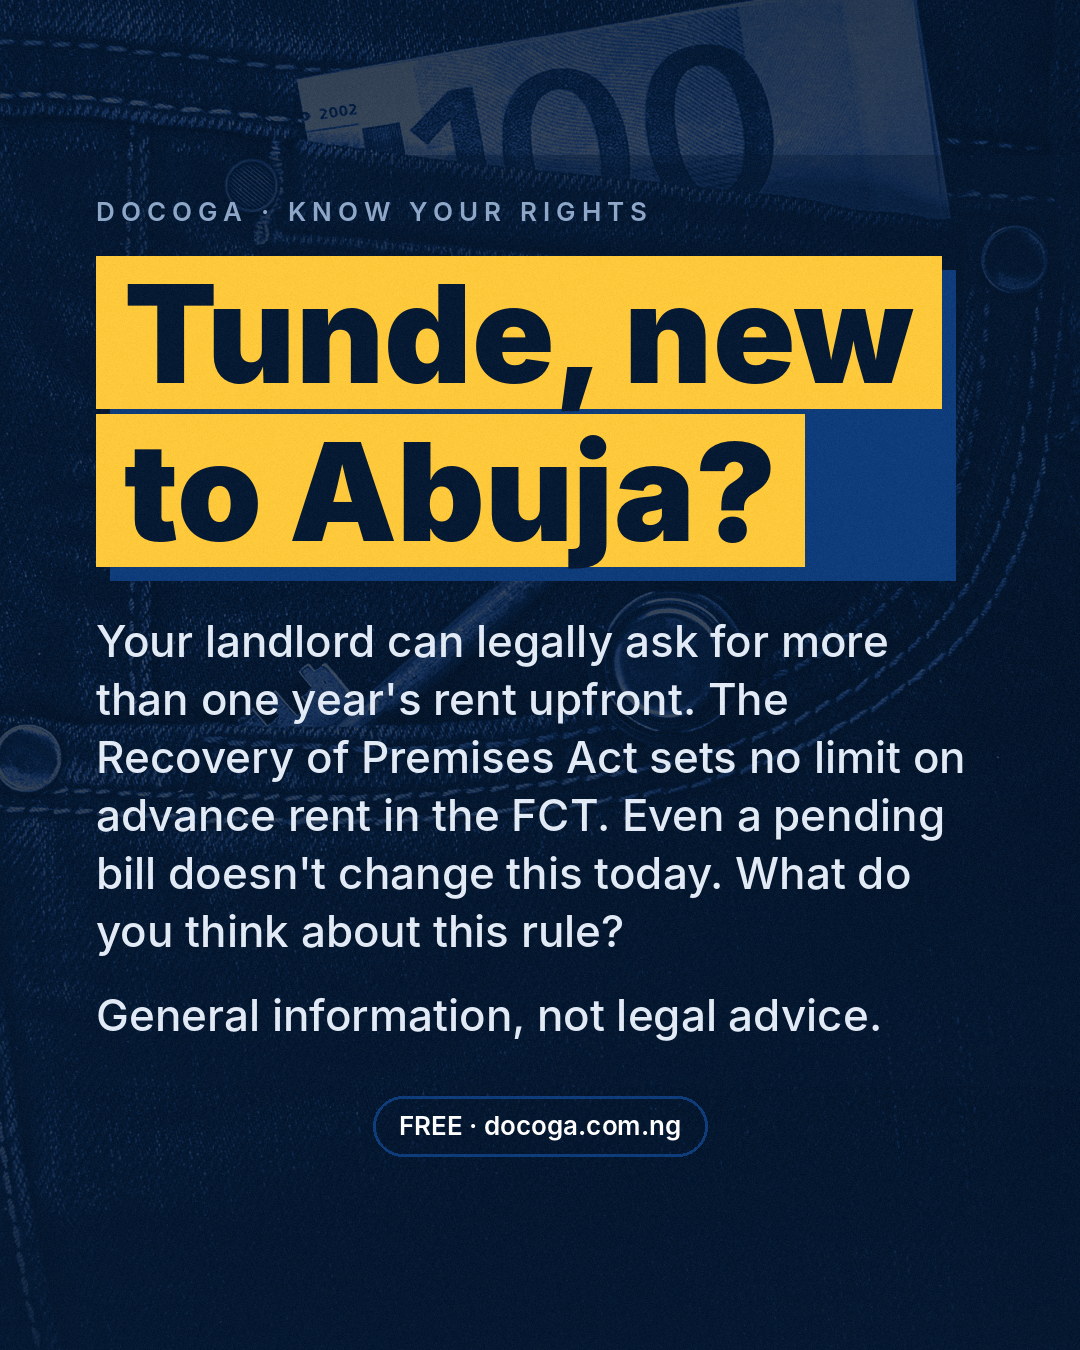 2002
100
DOCOGA · KNOW YOUR RIGHTS
Tunde, new
to Abuja?
Your landlord can legally ask for more
than one year's rent upfront. The
Recovery of Premises Act sets no limit on
advance rent in the FCT. Even a pending
bill doesn't change this today. What do
you think about this rule?
General information, not legal advice.
FREE · docoga.com.ng